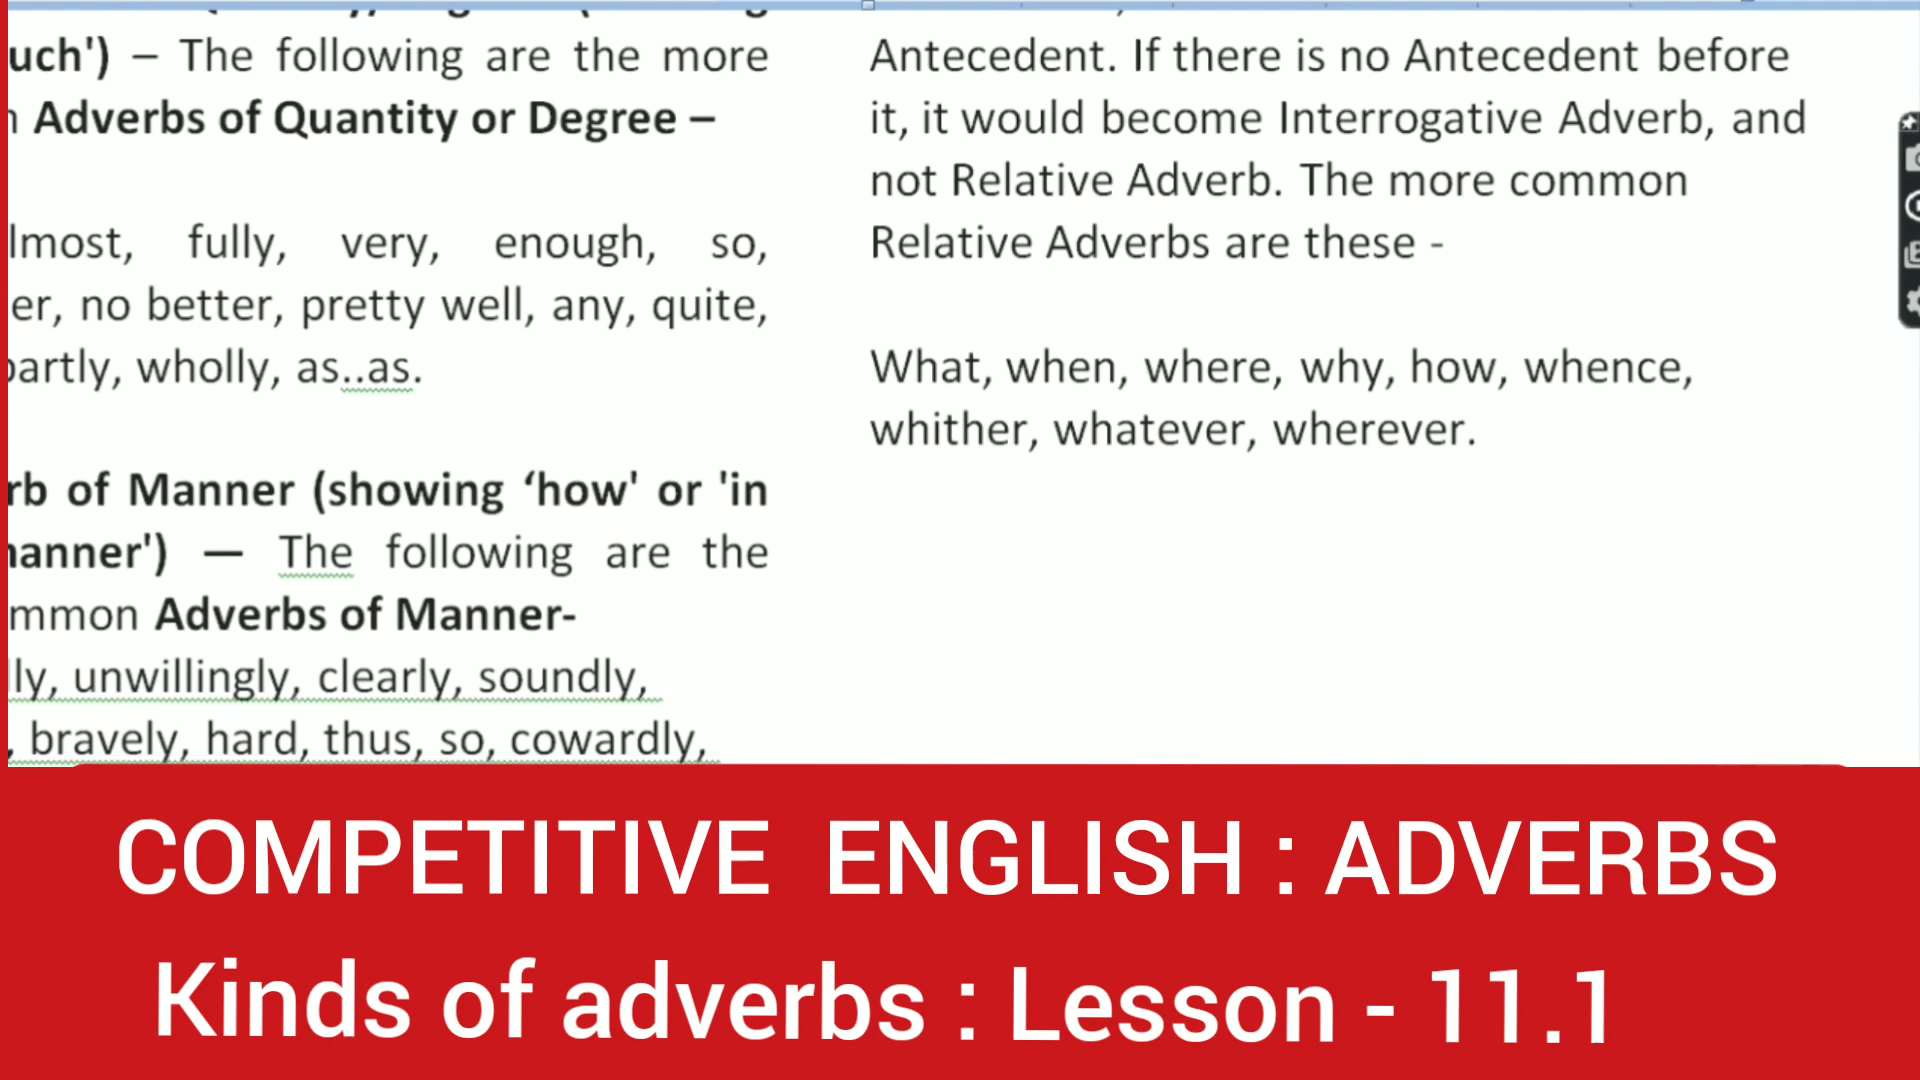 uch') – The following are the more
Adverbs of Quantity or Degree –
lmost, fully, very, enough, so,
er, no better, pretty well, any, quite,
partly, wholly, as..as.
rb of Manner (showing ‘how' or 'in
manner') — The following are the
mmon Adverbs of Manner-
lly, unwillingly, clearly, soundly,
, bravely, hard, thus, so, cowardly,
Antecedent. If there is no Antecedent before
it, it would become Interrogative Adverb, and
not Relative Adverb. The more common
Relative Adverbs are these -
What, when, where, why, how, whence,
whither, whatever, wherever.
COMPETITIVE ENGLISH : ADVERBS
Kinds of adverbs : Lesson - 11.1